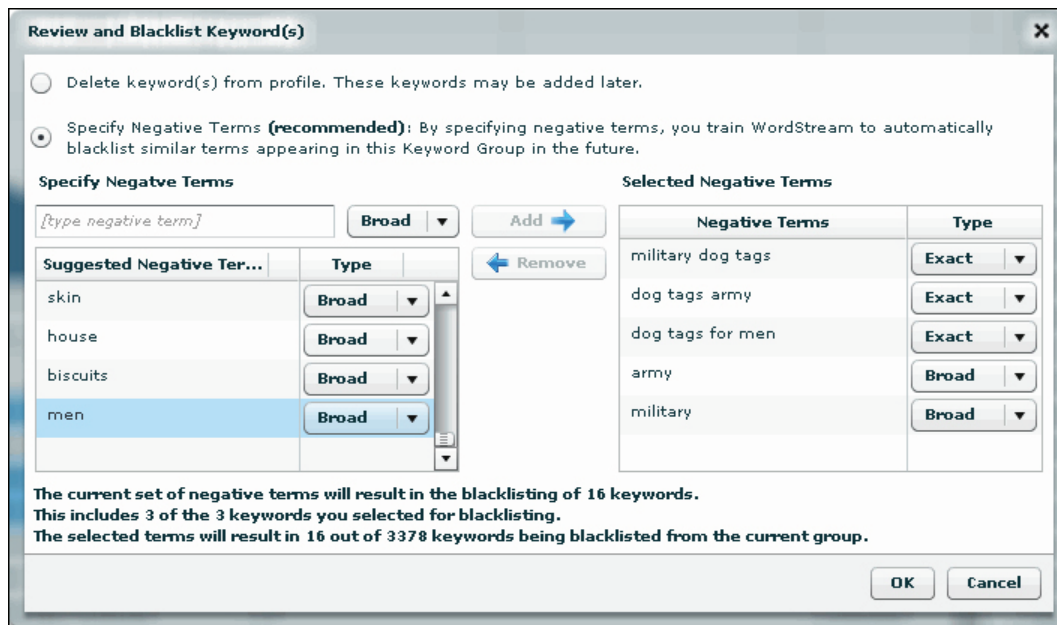 Review and Blacklist Keyword(s)
Delete keyword(s) from profile. These keywords may be added later.
Specify Negative Terms (recommended): By specifying negative terms, you train WordStream to automatically
blacklist similar terms appearing in this Keyword Group in the future.
Specify Negatve Terms
[type negative term]
Broad
Add
Remove
Suggested Negative Ter...
Type
skin
Broad
house
Broad
biscuits
Broad
men
Broad
Selected Negative Terms
Negative Terms
Type
military dog tags
Exact
dog tags army
Exact
dog tags for men
Exact
army
Broad
military
Broad
The current set of negative terms will result in the blacklisting of 16 keywords.
This includes 3 of the 3 keywords you selected for blacklisting.
The selected terms will result in 16 out of 3378 keywords being blacklisted from the current group.
OK
Cancel